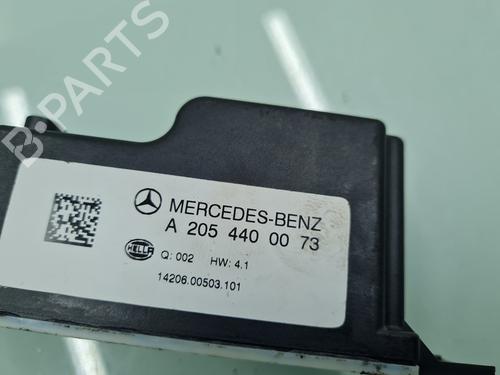 B-PARTS
MERCEDES-BENZ
A 205 440 00 73
HELLA
Q: 002 HW: 4.1
14206.00503.101